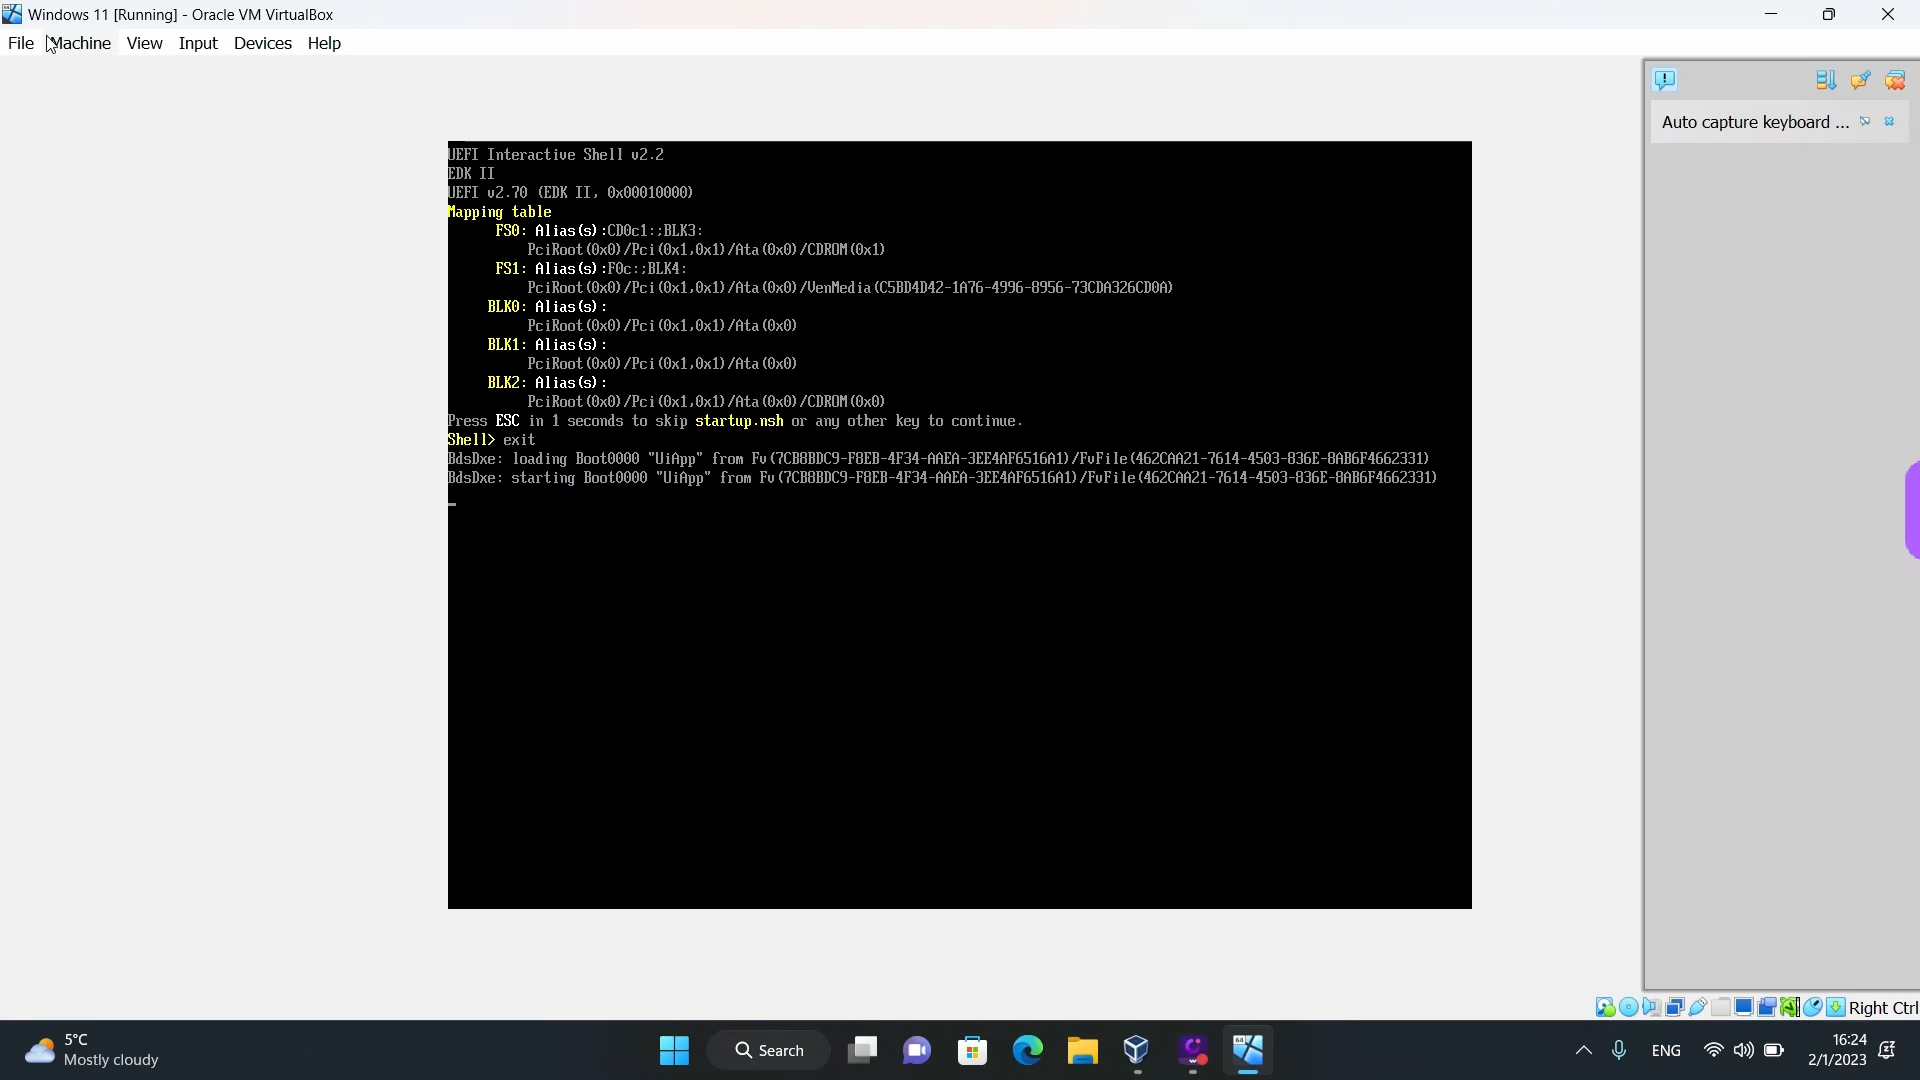 Windows 11 [Running] - Oracle VM VirtualBox
File Machine View Input Devices Help
Auto capture keyboard ...
UEFI Interactive Shell v2.2
EDK II
UEFI v2.70 (EDK II, 0x00010000)
Mapping table
FS0: Alias(s):CD0c1:;BLK3:
PciRoot(0x0)/Pci(0x1,0x1)/Ata(0x0)/CDROM(0x1)
FS1: Alias(s):F0c:;BLK4:
PciRoot(0x0)/Pci(0x1,0x1)/Ata(0x0)/VenMedia(C5BD4D42-1A76-4996-8956-73CDA326CD0A)
BLK0: Alias(s):
PciRoot(0x0)/Pci(0x1,0x1)/Ata(0x0)
BLK1: Alias(s):
PciRoot(0x0)/Pci(0x1,0x1)/Ata(0x0)
BLK2: Alias(s):
PciRoot(0x0)/Pci(0x1,0x1)/Ata(0x0)/CDROM(0x0)
Press ESC in 1 seconds to skip startup.nsh or any other key to continue.
Shell> exit
BdsDxe: loading Boot0000 "UiApp" from Fv(7CB8BDC9-F8EB-4F34-AAEA-3EE4AF6516A1)/FvFile(462CAA21-7614-4503-836E-8AB6F4662331)
BdsDxe: starting Boot0000 "UiApp" from Fv(7CB8BDC9-F8EB-4F34-AAEA-3EE4AF6516A1)/FvFile(462CAA21-7614-4503-836E-8AB6F4662331)
Right Ctrl
5°C
Mostly cloudy
Search
ENG
16:24
2/1/2023